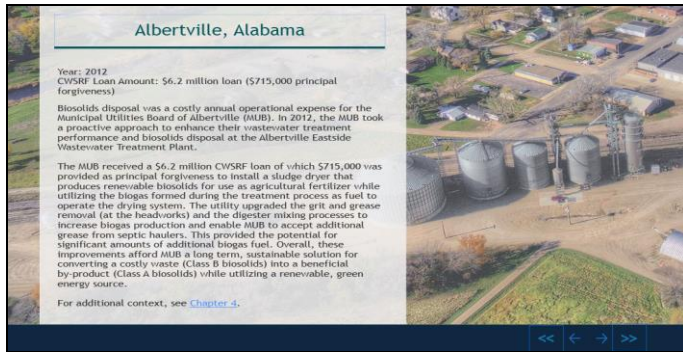 Albertville, Alabama
Year: 2012
CWSRF Loan Amount: $6.2 million loan ($715,000 principal
forgiveness)
Biosolids disposal was a costly annual operational expense for the
Municipal Utilities Board of Albertville (MUB). In 2012, the MUB took
a proactive approach to enhance their wastewater treatment
performance and biosolids disposal at the Albertville Eastside
Wastewater Treatment Plant.
The MUB received a $6.2 million CWSRF loan of which $715,000 was
provided as principal forgiveness to install a sludge dryer that
produces renewable biosolids for use as agricultural fertilizer while
utilizing the biogas formed during the treatment process as fuel to
operate the drying system. The utility upgraded the grit and grease
removal (at the headworks) and the digester mixing processes to
increase biogas production and enable MUB to accept additional
grease from septic haulers. This provided the potential for
significant amounts of additional biogas fuel. Overall, these
improvements afford MUB a long term, sustainable solution for
converting a costly waste (Class B biosolids) into a beneficial
by-product (Class A biosolids) while utilizing a renewable, green
energy source.
For additional context, see Chapter 4.
<< ← → >>